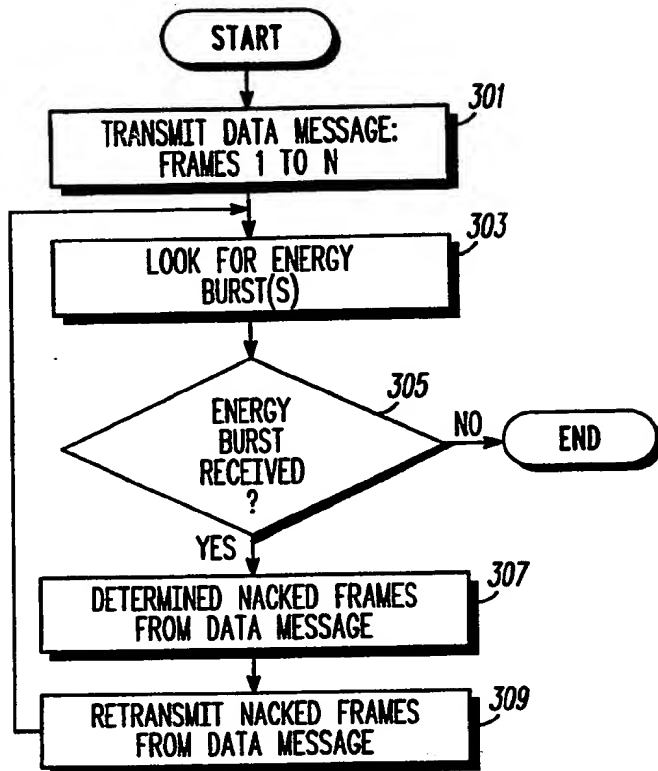 START
301
TRANSMIT DATA MESSAGE:
FRAMES 1 TO N
303
LOOK FOR ENERGY
BURST(S)
305
ENERGY
BURST
RECEIVED
?
NO
END
YES
307
DETERMINED NACKED FRAMES
FROM DATA MESSAGE
309
RETRANSMIT NACKED FRAMES
FROM DATA MESSAGE